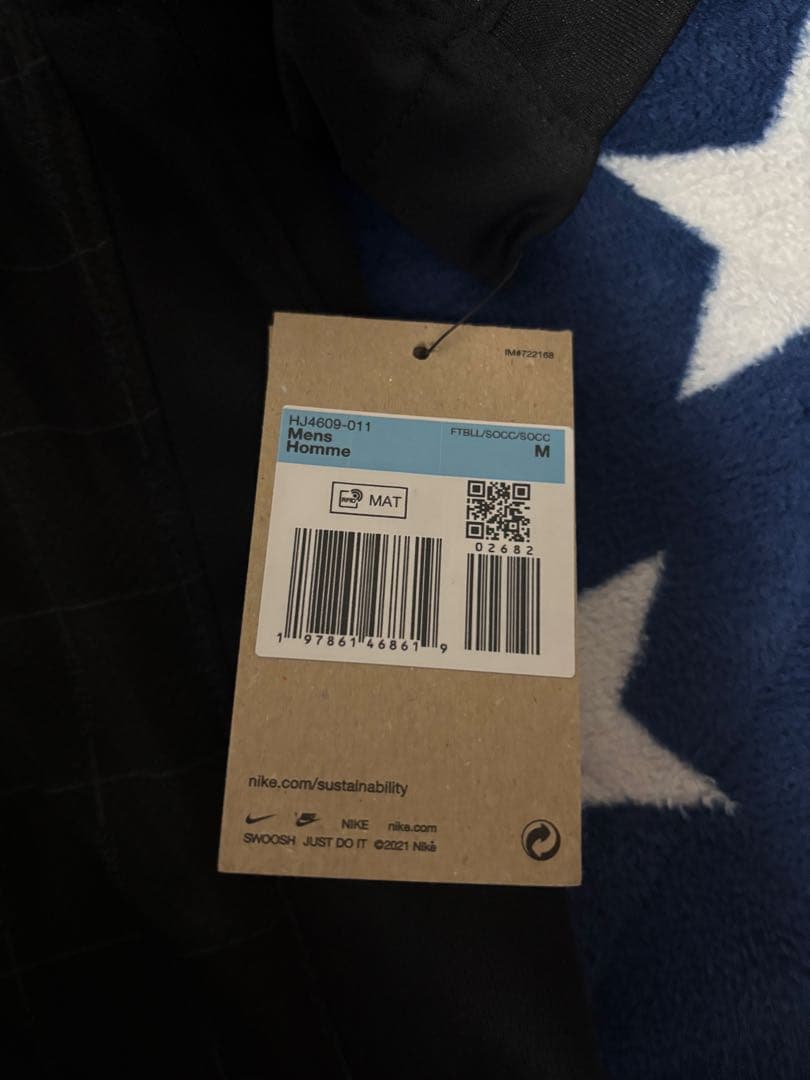 IM#722168
HJ4609-011
Mens
Homme
FTBLL/SOCC/SOCC
M
RFID MAT
02682
1 97861 46861 9
nike.com/sustainability
NIKE nike.com
SWOOSH JUST DO IT ©2021 Nike